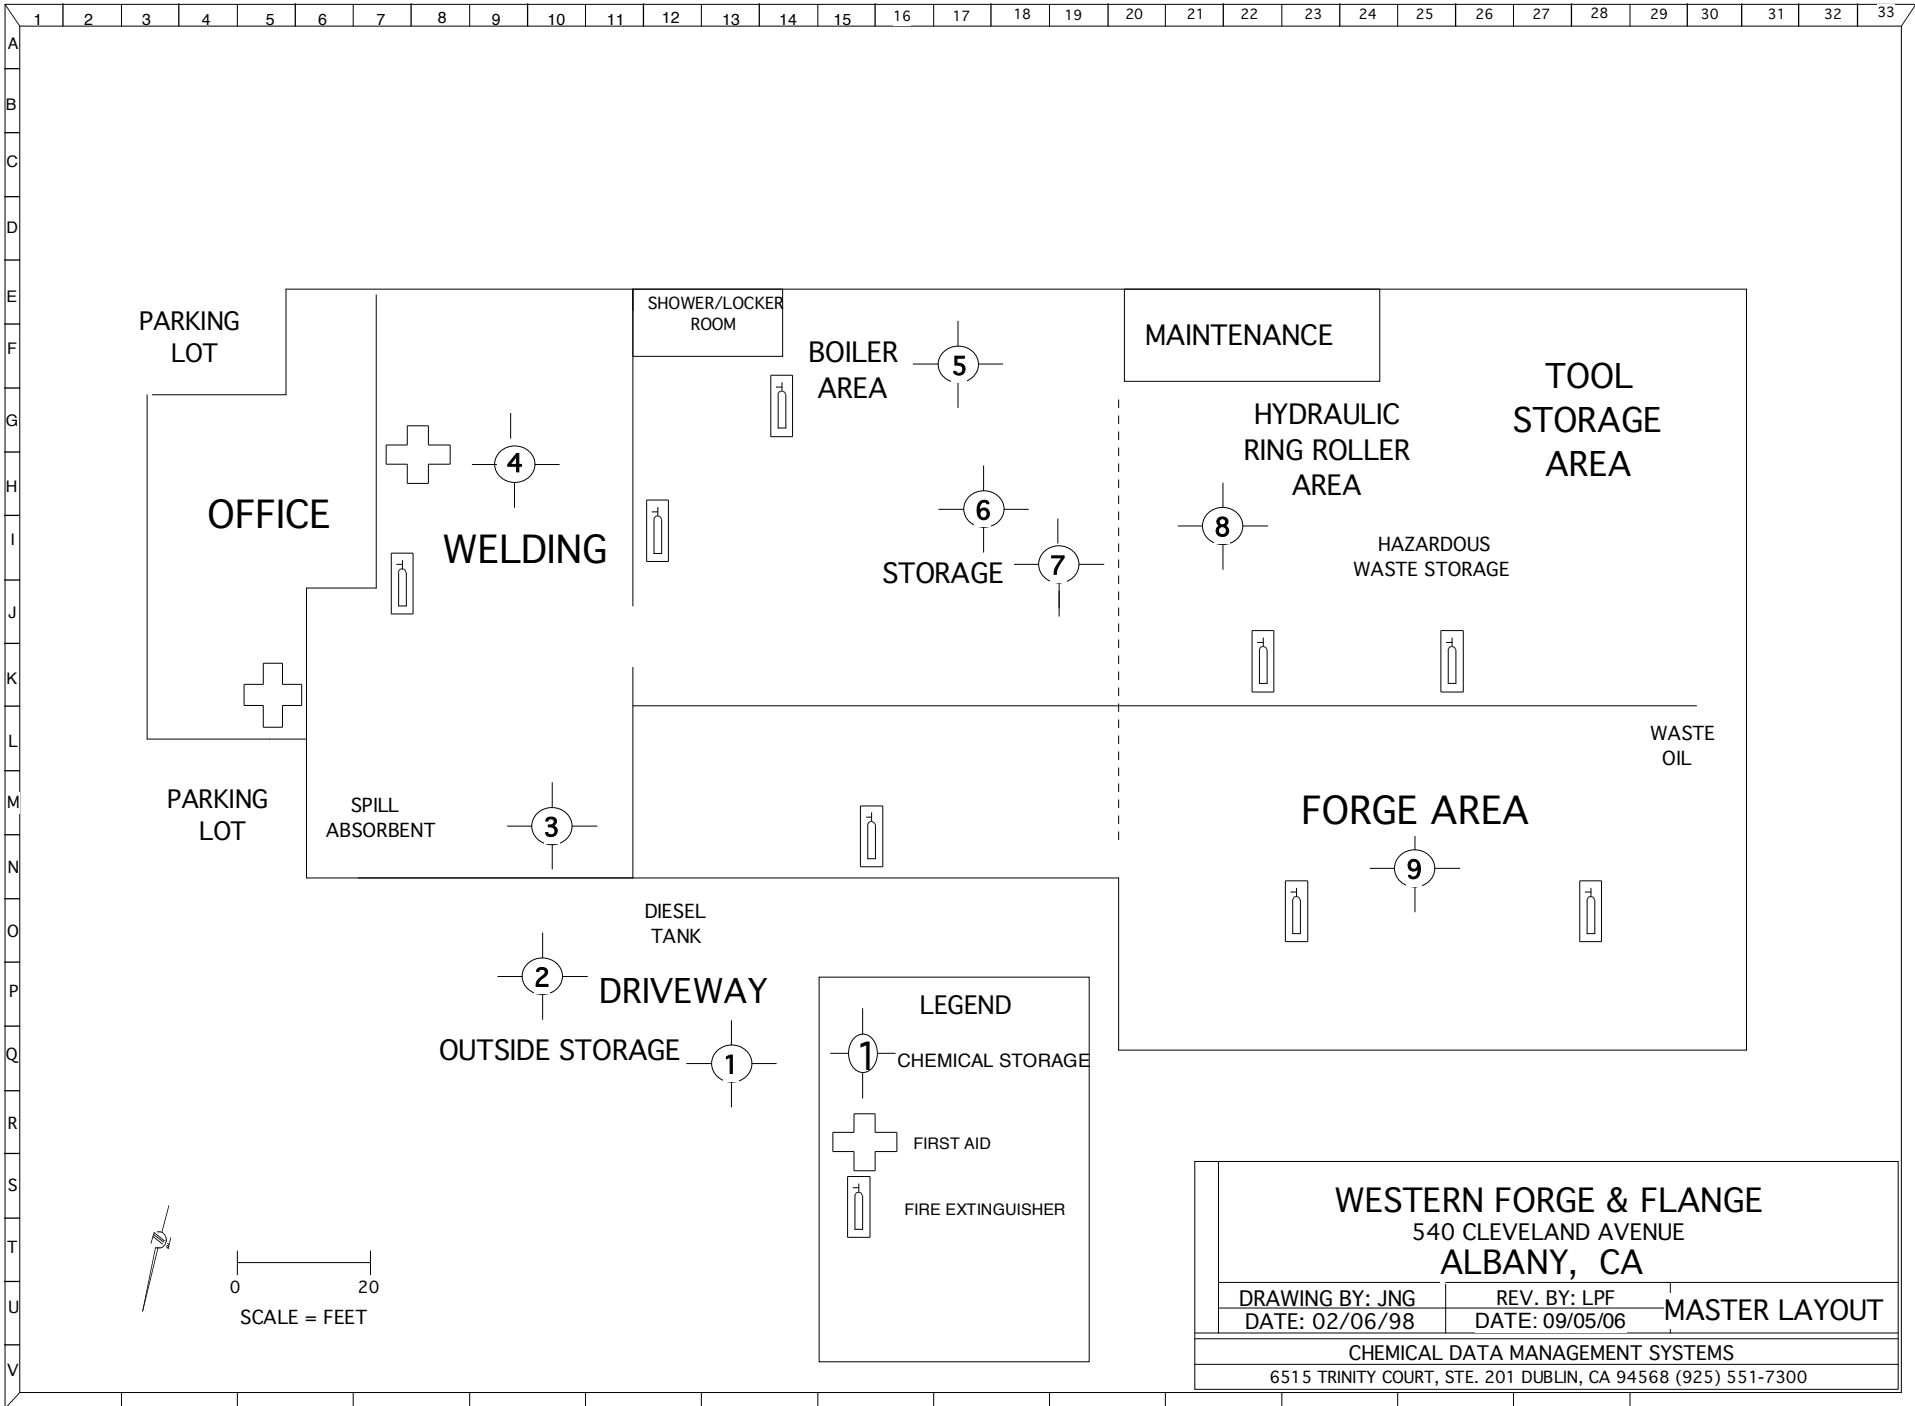 1 2 3 4 5 6 7 8 9 10 11 12 13 14 15 16 17 18 19 20 21 22 23 24 25 26 27 28 29 30 31 32 33
A
B
C
D
E
F
G
H
I
J
K
L
M
N
O
P
Q
R
S
T
U
V
PARKING
LOT
SHOWER/LOCKER
ROOM
BOILER
AREA
5
MAINTENANCE
TOOL
STORAGE
AREA
HYDRAULIC
RING ROLLER
AREA
4
OFFICE
WELDING
6
STORAGE
7
8
HAZARDOUS
WASTE STORAGE
WASTE
OIL
PARKING
LOT
SPILL
ABSORBENT
3
FORGE AREA
9
DIESEL
TANK
2
DRIVEWAY
OUTSIDE STORAGE
1
LEGEND
1 CHEMICAL STORAGE
FIRST AID
FIRE EXTINGUISHER
N
0 20
SCALE = FEET
WESTERN FORGE & FLANGE
540 CLEVELAND AVENUE
ALBANY, CA
DRAWING BY: JNG
DATE: 02/06/98
REV. BY: LPF
DATE: 09/05/06
MASTER LAYOUT
CHEMICAL DATA MANAGEMENT SYSTEMS
6515 TRINITY COURT, STE. 201 DUBLIN, CA 94568 (925) 551-7300